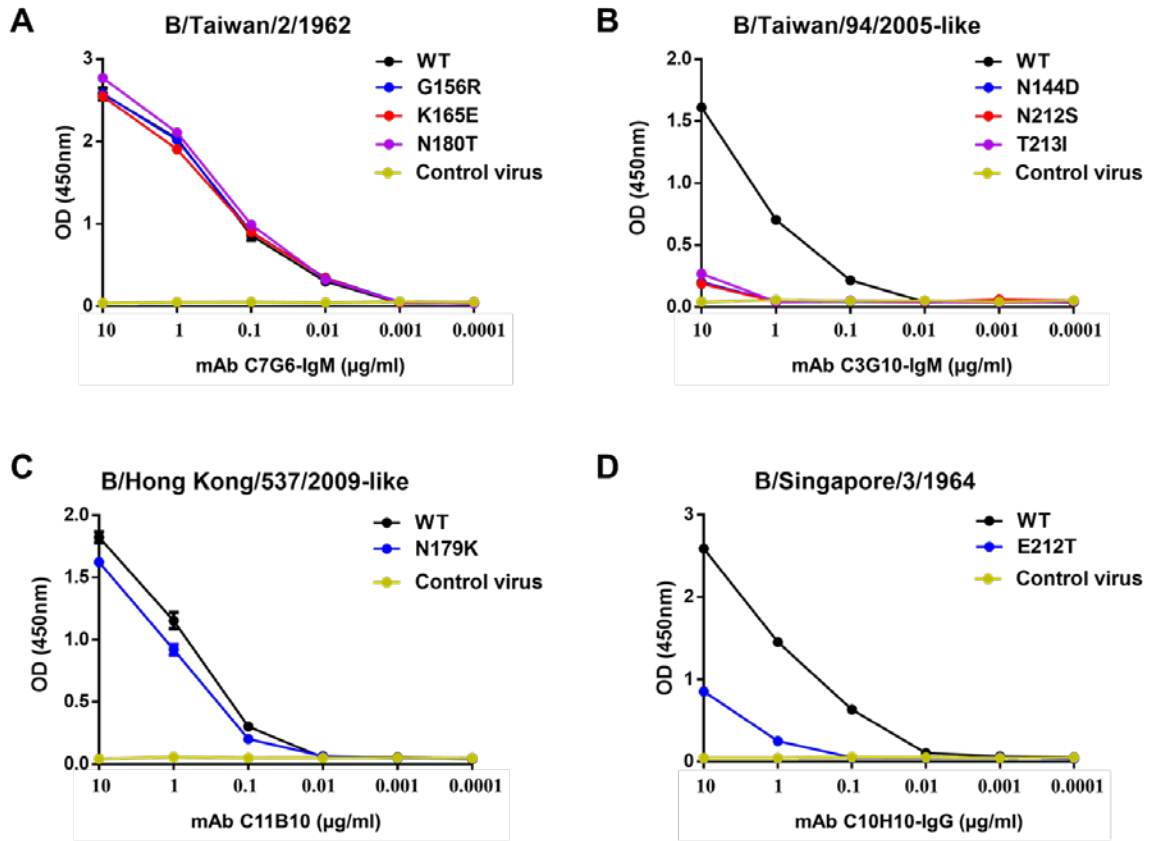 A
B/Taiwan/2/1962
WT
G156R
K165E
N180T
Control virus
OD (450nm)
3
2
1
0
10 1 0.1 0.01 0.001 0.0001
mAb C7G6-IgM (µg/ml)
B
B/Taiwan/94/2005-like
WT
N144D
N212S
T213I
Control virus
OD (450nm)
2.0
1.5
1.0
0.5
0.0
10 1 0.1 0.01 0.001 0.0001
mAb C3G10-IgM (µg/ml)
C
B/Hong Kong/537/2009-like
WT
N179K
Control virus
OD (450nm)
2.0
1.5
1.0
0.5
0.0
10 1 0.1 0.01 0.001 0.0001
mAb C11B10 (µg/ml)
D
B/Singapore/3/1964
WT
E212T
Control virus
OD (450nm)
3
2
1
0
10 1 0.1 0.01 0.001 0.0001
mAb C10H10-IgG (µg/ml)